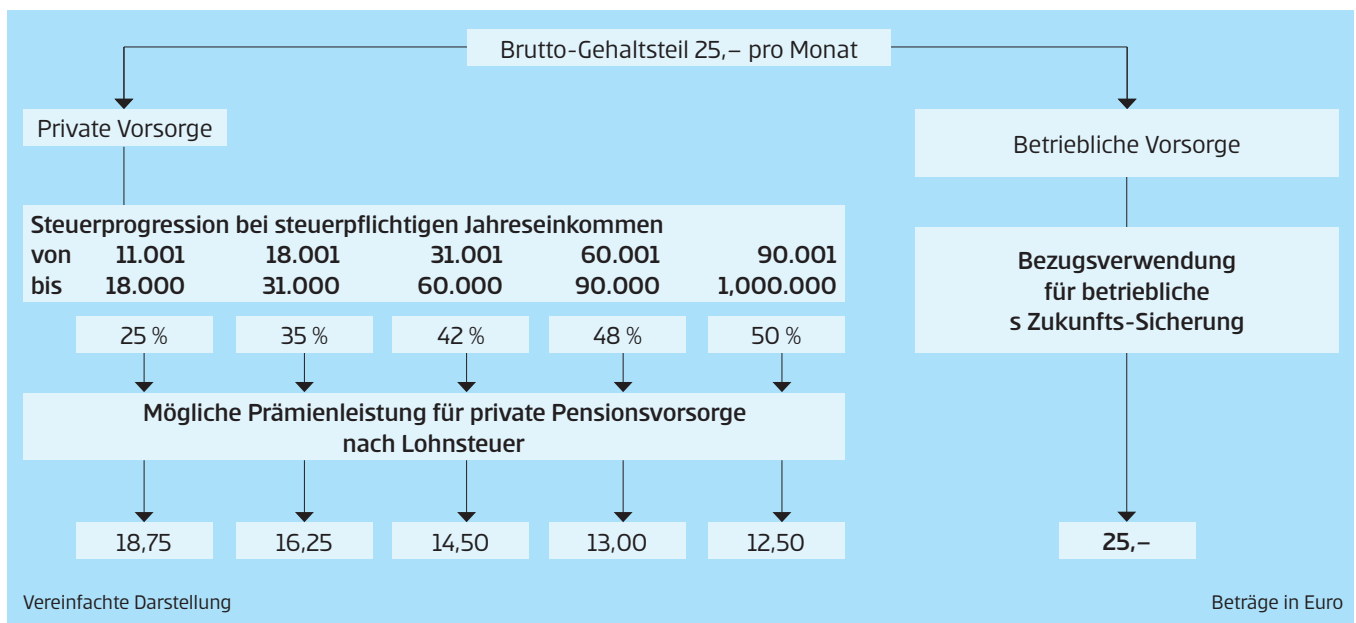 Brutto-Gehaltsteil 25,– pro Monat
Private Vorsorge
Betriebliche Vorsorge
Steuerprogression bei steuerpflichtigen Jahreseinkommen
von 11.001 18.001 31.001 60.001 90.001
bis 18.000 31.000 60.000 90.000 1,000.000
25 % 35 % 42 % 48 % 50 %
Mögliche Prämienleistung für private Pensionsvorsorge
nach Lohnsteuer
18,75 16,25 14,50 13,00 12,50
Bezugsverwendung
für betriebliche
s Zukunfts-Sicherung
25,–
Vereinfachte Darstellung
Beträge in Euro